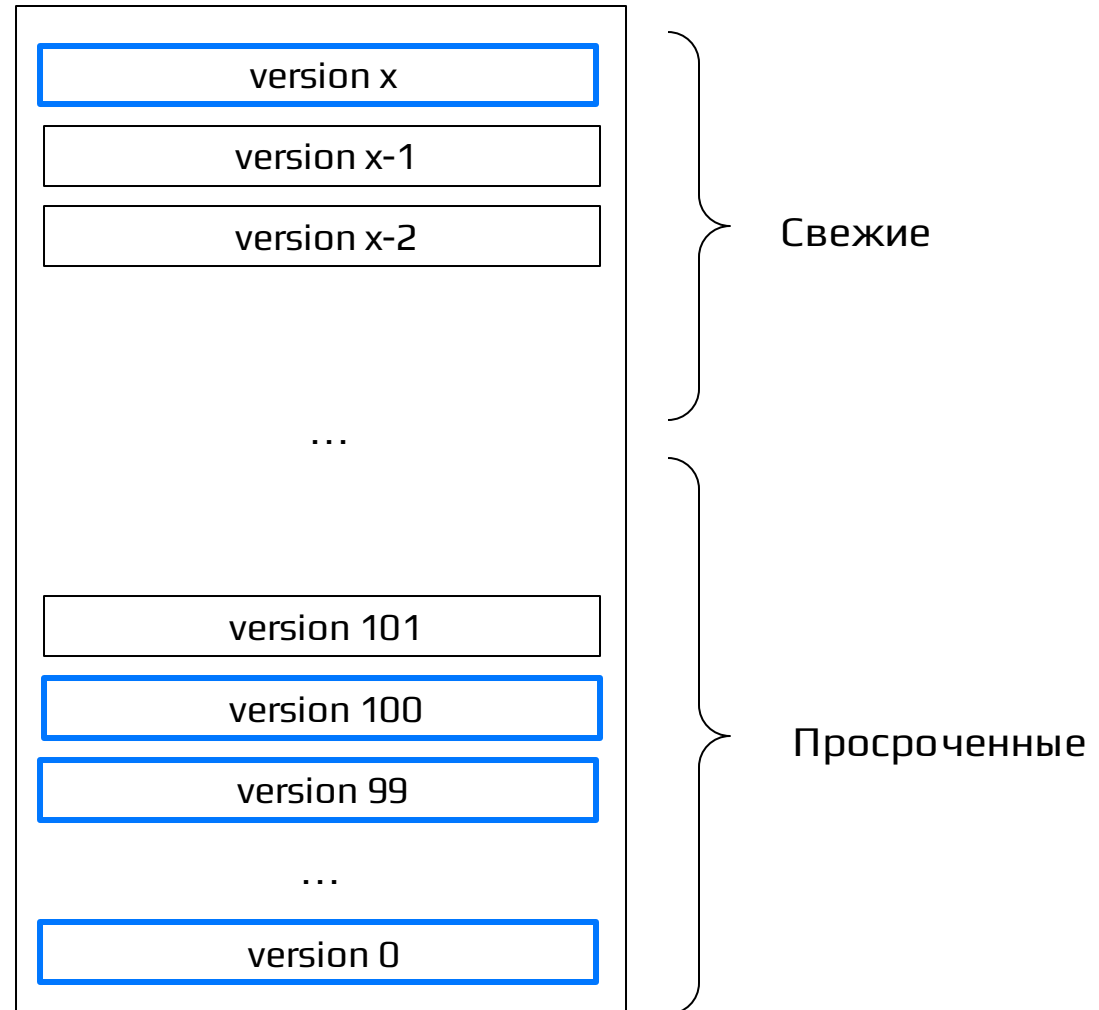 version x
version x-1
version x-2
Свежие
...
version 101
version 100
Просроченные
version 99
...
version 0